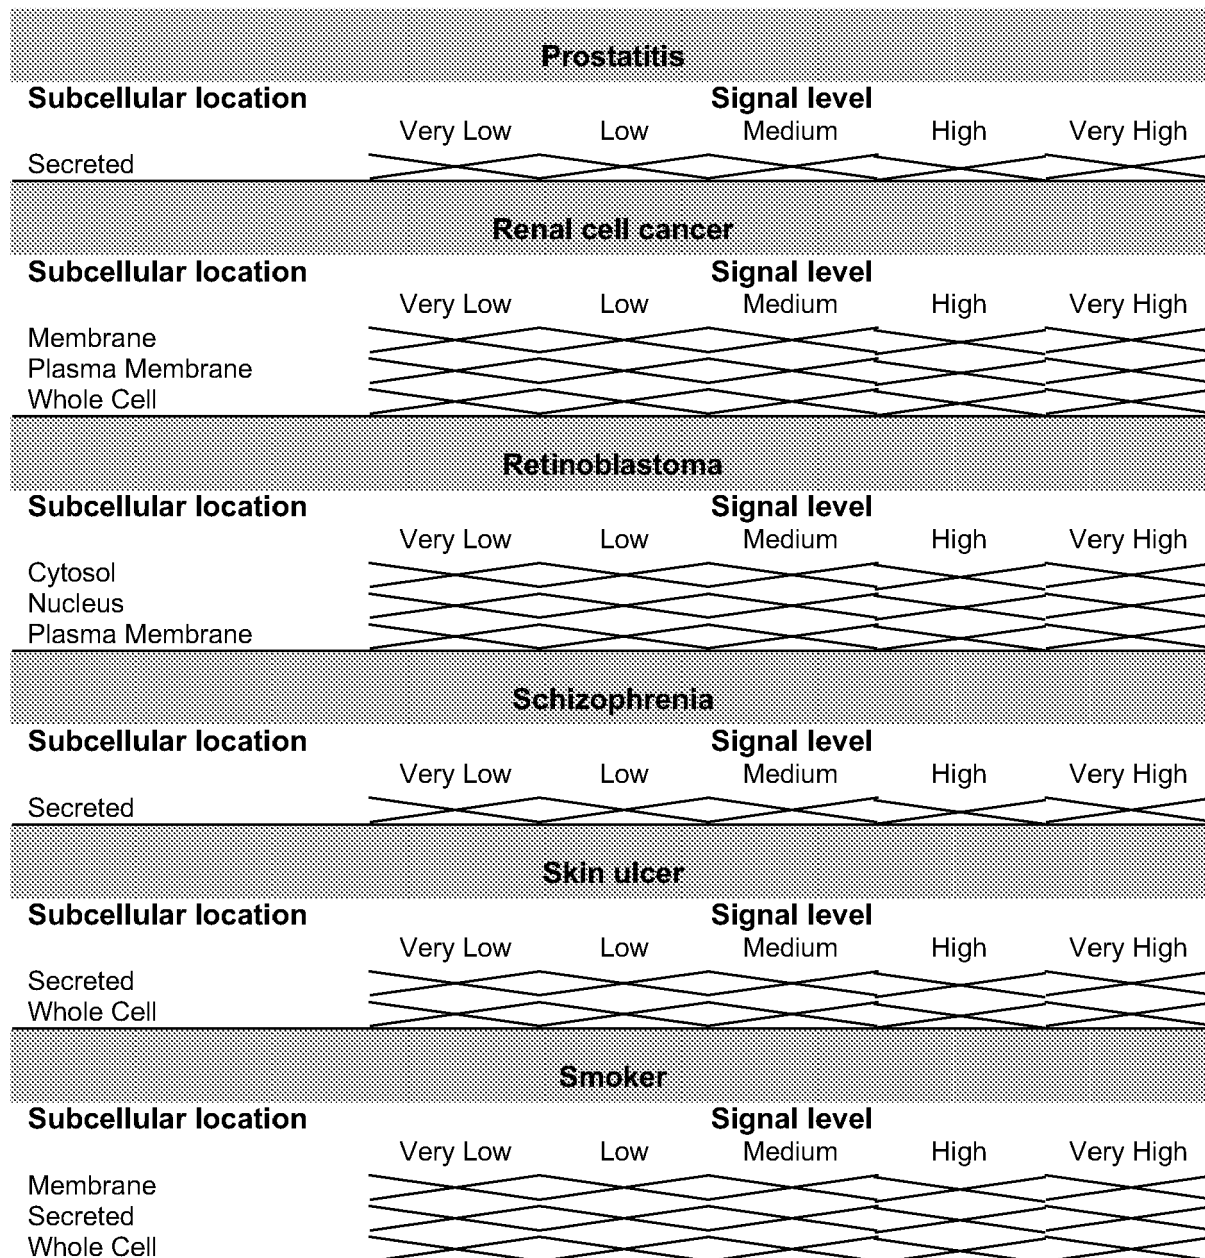 Prostatitis
Subcellular location Signal level
Very Low Low Medium High Very High
Secreted
Renal cell cancer
Subcellular location Signal level
Very Low Low Medium High Very High
Membrane
Plasma Membrane
Whole Cell
Retinoblastoma
Subcellular location Signal level
Very Low Low Medium High Very High
Cytosol
Nucleus
Plasma Membrane
Schizophrenia
Subcellular location Signal level
Very Low Low Medium High Very High
Secreted
Skin ulcer
Subcellular location Signal level
Very Low Low Medium High Very High
Secreted
Whole Cell
Smoker
Subcellular location Signal level
Very Low Low Medium High Very High
Membrane
Secreted
Whole Cell